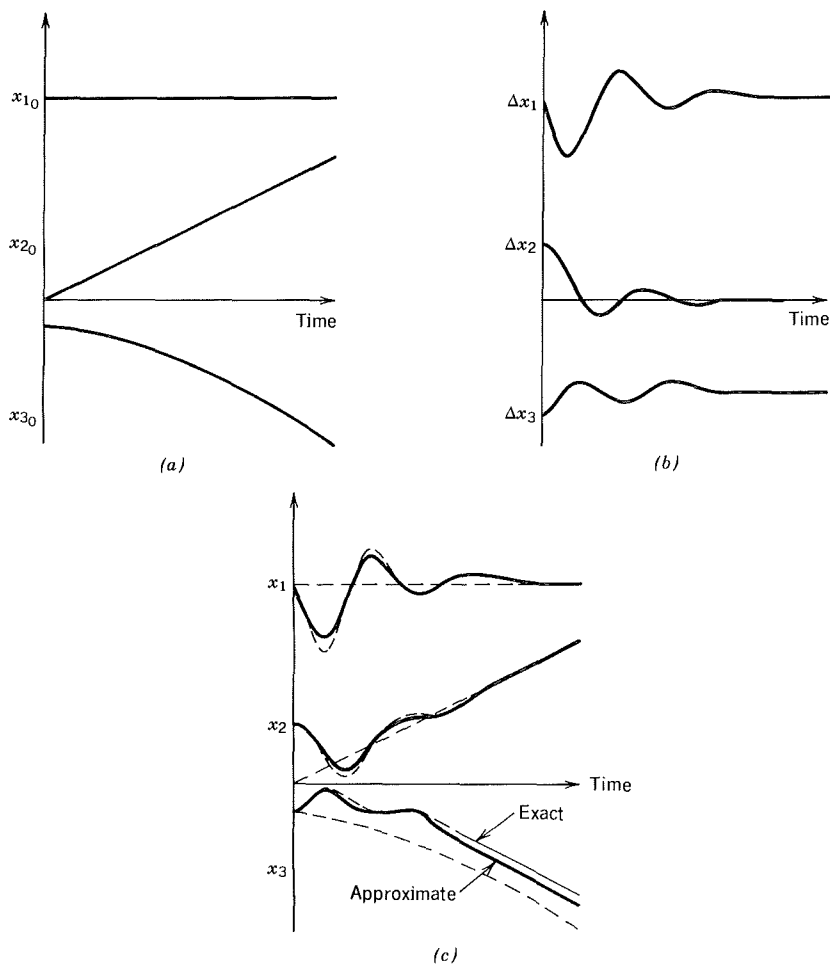 x₁₀
x₂₀
Time
x₃₀
(a)
Δx₁
Δx₂
Time
Δx₃
(b)
x₁
x₂
Time
Exact
x₃
Approximate
(c)